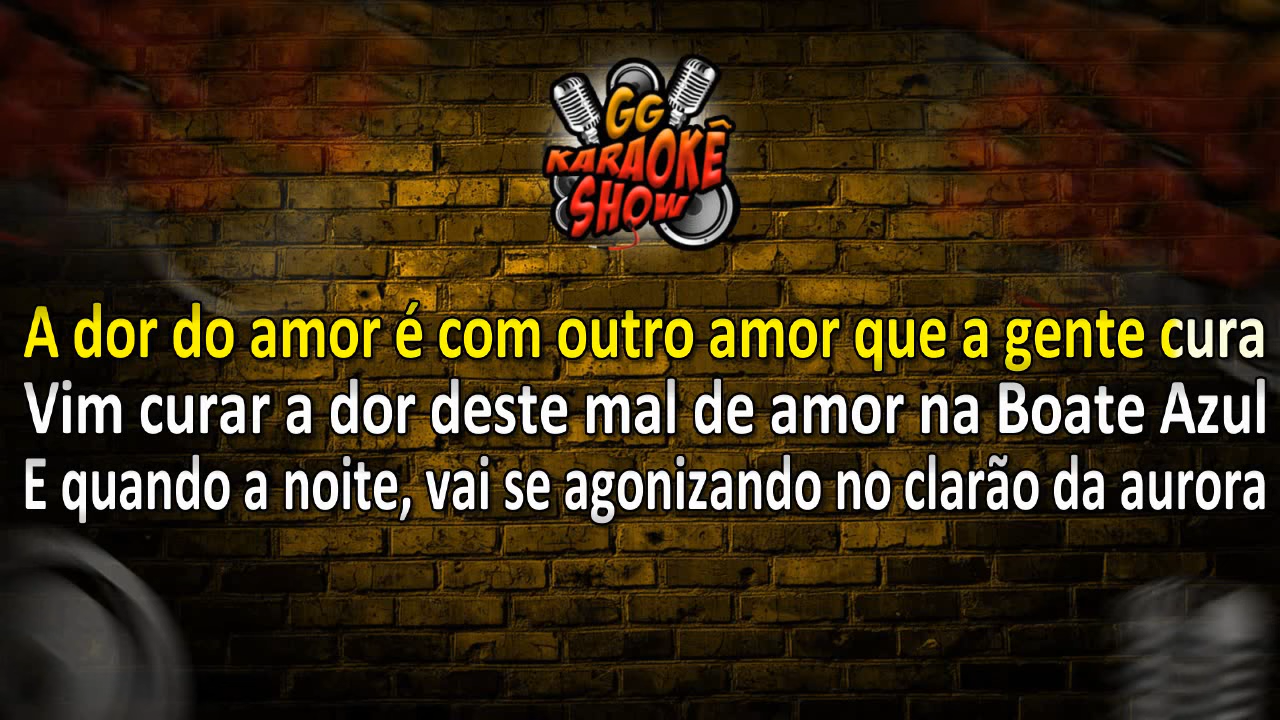 GG
KARAOKÊ
SHOW
A dor do amor é com outro amor que a gente cura
Vim curar a dor deste mal de amor na Boate Azul
E quando a noite, vai se agonizando no clarão da aurora